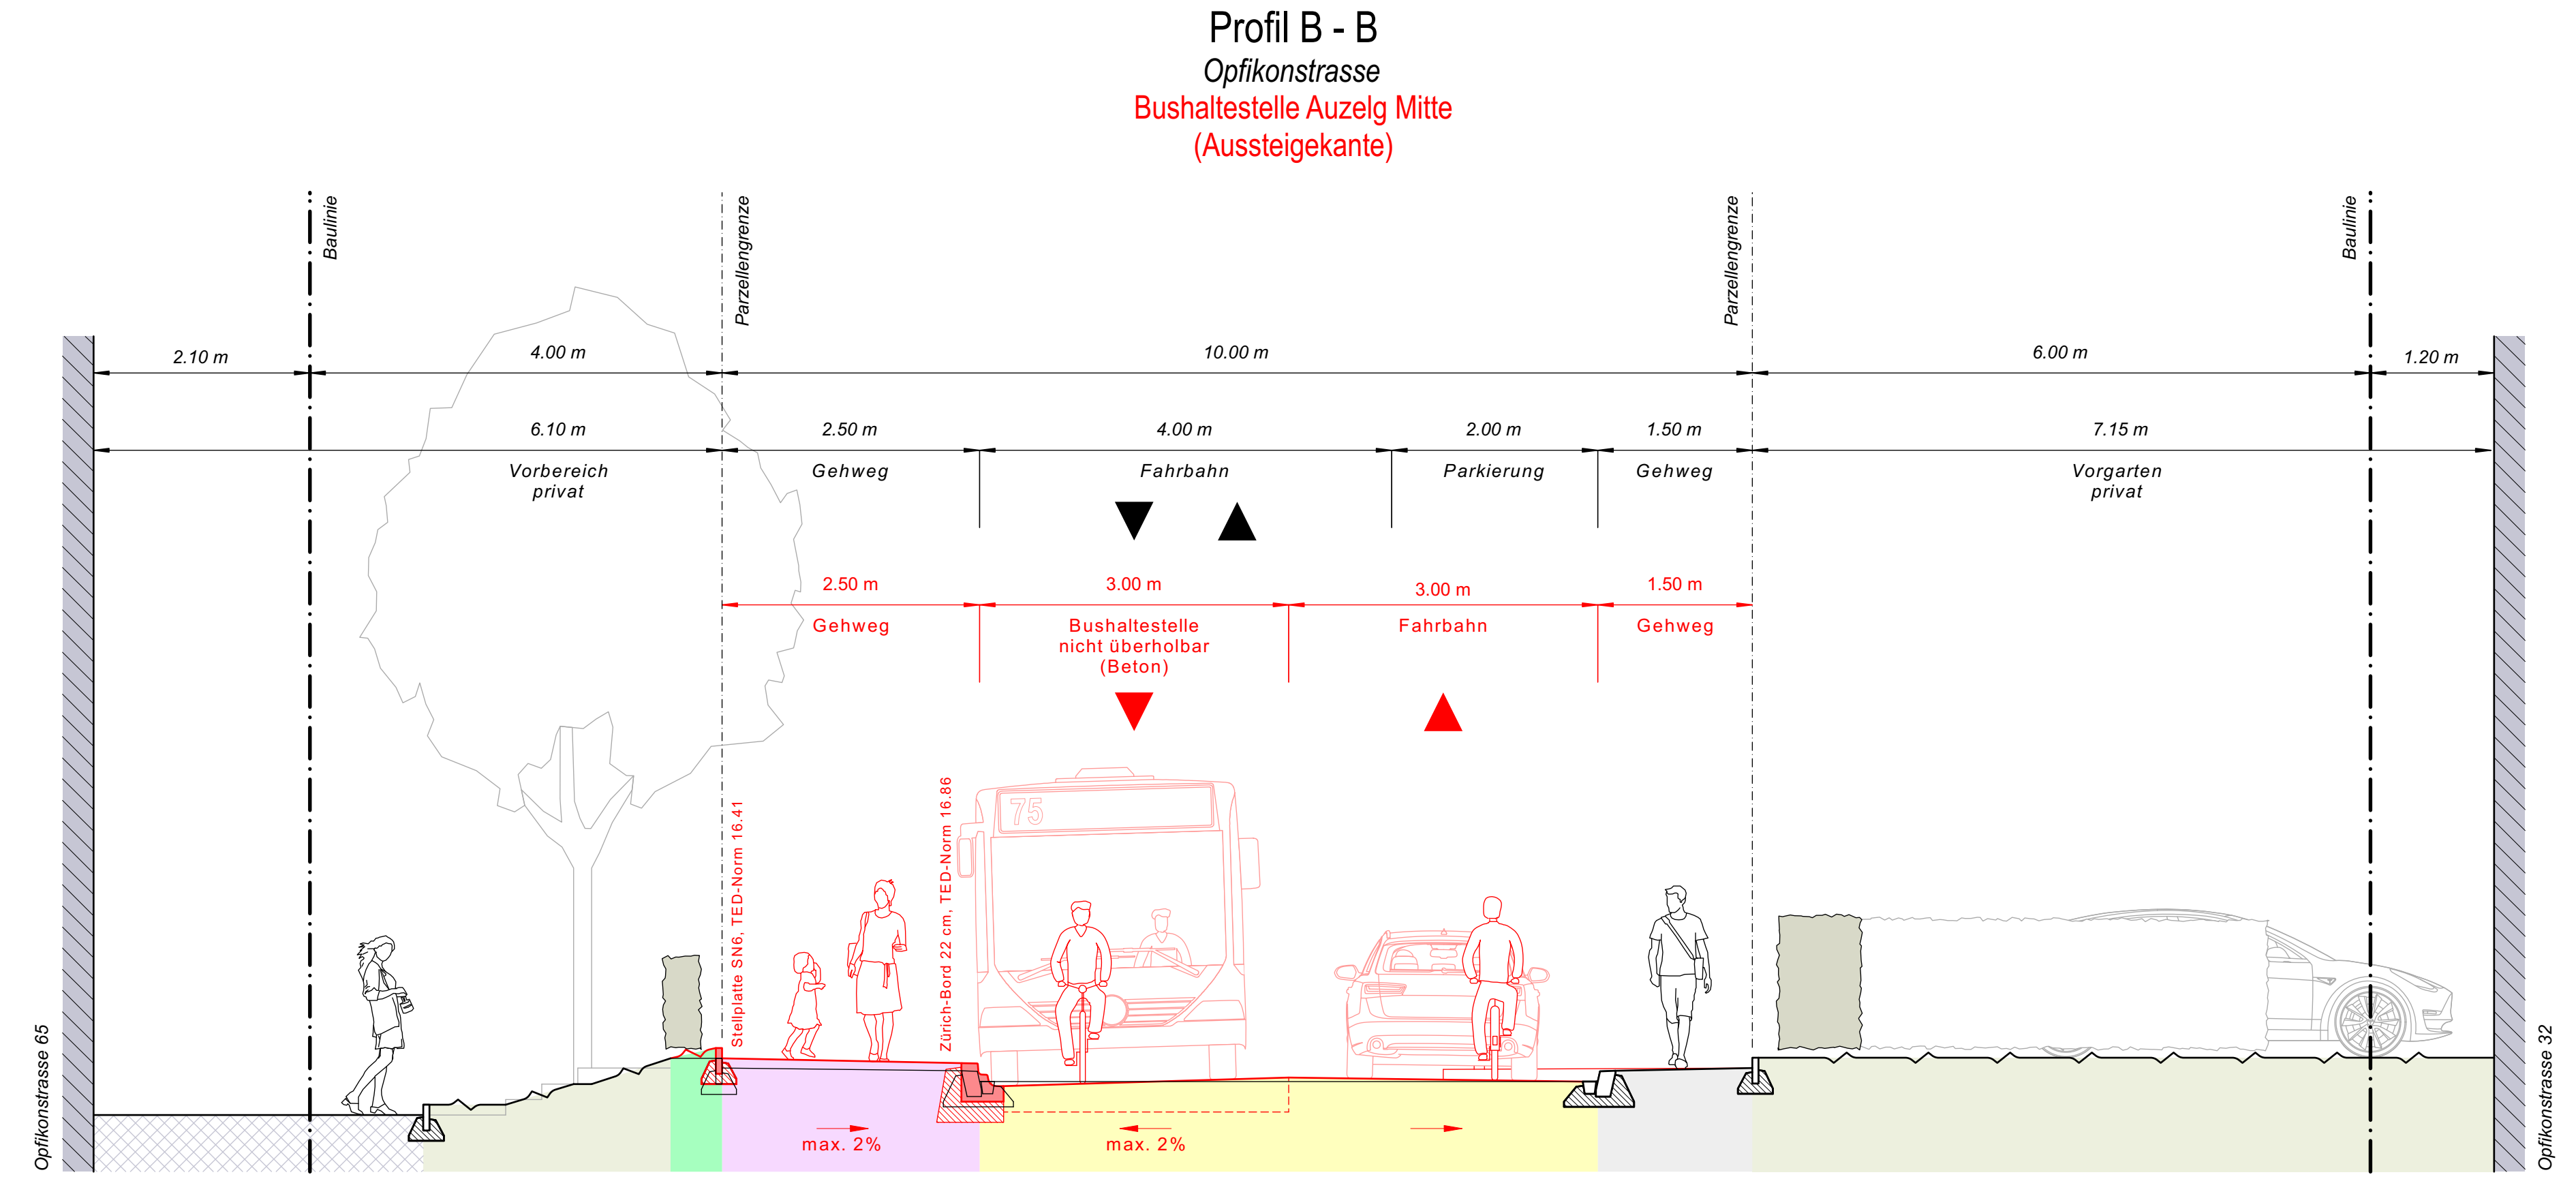 Profil B - B
Opfikonstrasse
Bushaltestelle Auzelg Mitte
(Aussteigekante)
Baulinie
Parzellengrenze
Parzellengrenze
Baulinie
2.10 m
4.00 m
10.00 m
6.00 m
1.20 m
6.10 m
2.50 m
4.00 m
2.00 m
1.50 m
7.15 m
Vorbereich
privat
Gehweg
Fahrbahn
Parkierung
Gehweg
Vorgarten
privat
2.50 m
3.00 m
3.00 m
1.50 m
Gehweg
Bushaltestelle
nicht überholbar
(Beton)
Fahrbahn
Gehweg
Stellplatte SN6, TED-Norm 16.41
Zürich-Bord 22 cm, TED-Norm 16.86
75
Opfikonstrasse 65
Opfikonstrasse 32
max. 2%
max. 2%